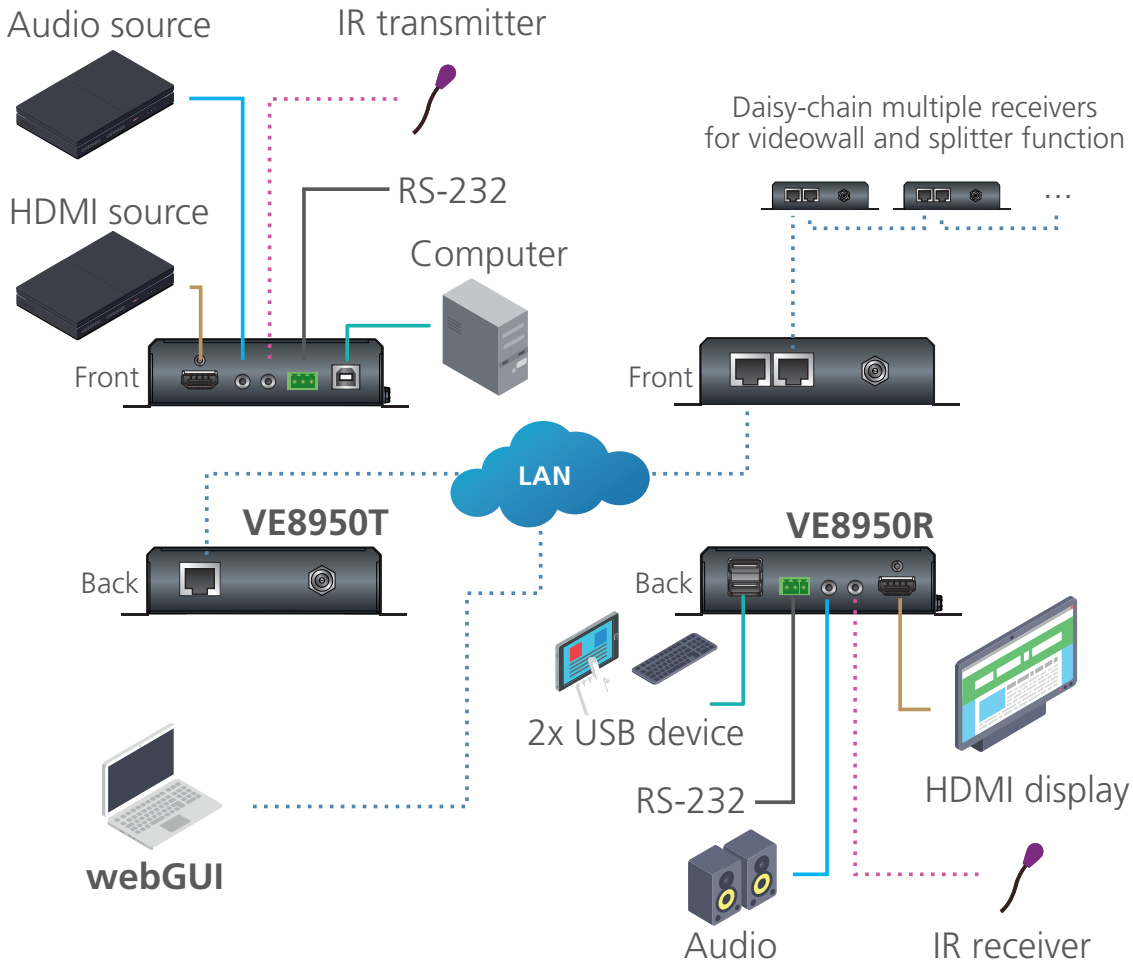 Audio source
IR transmitter
Daisy-chain multiple receivers
for videowall and splitter function
RS-232
...
HDMI source
Computer
Front
Front
LAN
VE8950T
VE8950R
Back
Back
2x USB device
HDMI display
RS-232
webGUI
Audio
IR receiver